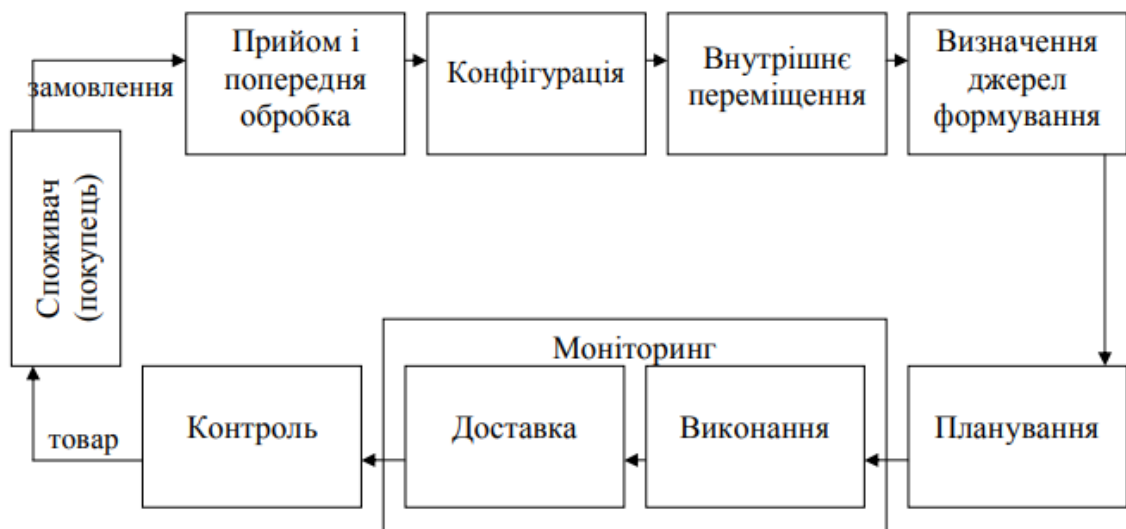 замовлення
Прийом і
попередня
обробка
Конфігурація
Внутрішнє
переміщення
Визначення
джерел
формування
Споживач
(покупець)
Моніторинг
товар
Контроль
Доставка
Виконання
Планування